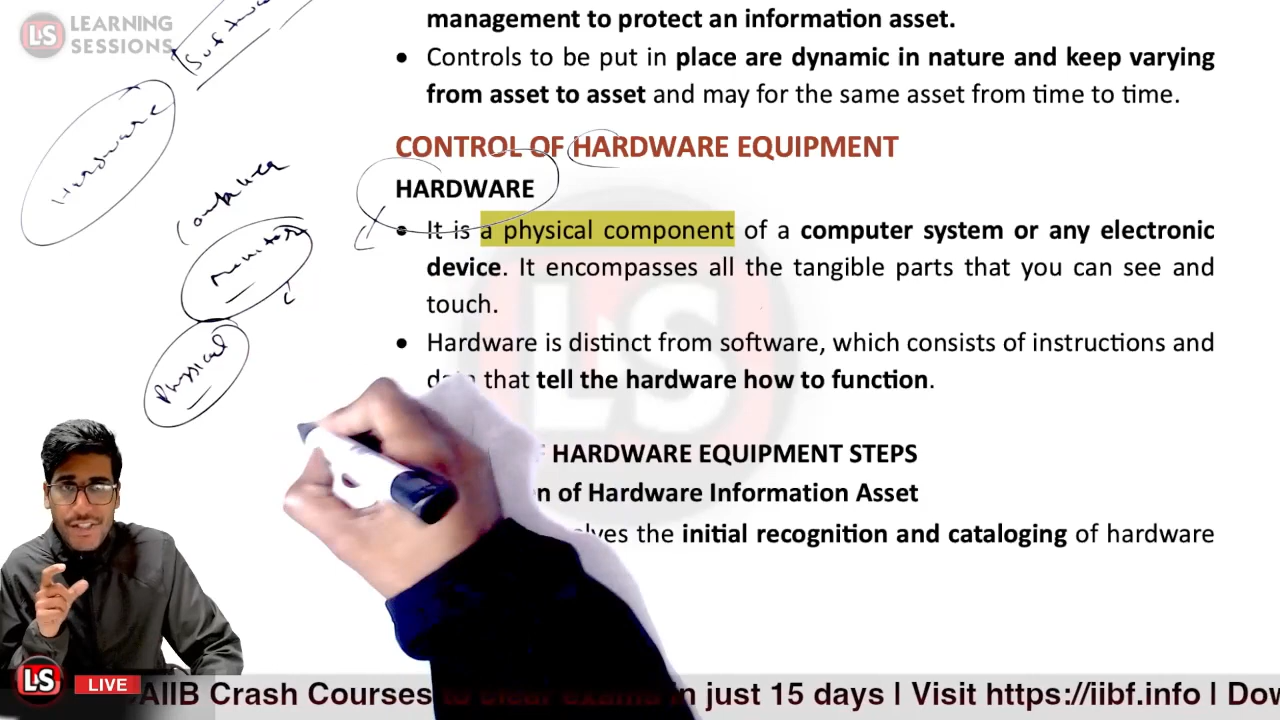 LS LEARNING
SESSIONS
management to protect an information asset.
• Controls to be put in place are dynamic in nature and keep varying
from asset to asset and may for the same asset from time to time.
Hardware
CONTROL OF HARDWARE EQUIPMENT
HARDWARE
• It is a physical component of a computer system or any electronic
device. It encompasses all the tangible parts that you can see and
touch.
Physical
• Hardware is distinct from software, which consists of instructions and
that tell the hardware how to function.
HARDWARE EQUIPMENT STEPS
of Hardware Information Asset
the initial recognition and cataloging of hardware
LS LIVE
AIIB Crash Courses to clear exams in just 15 days | Visit https://iibf.info |